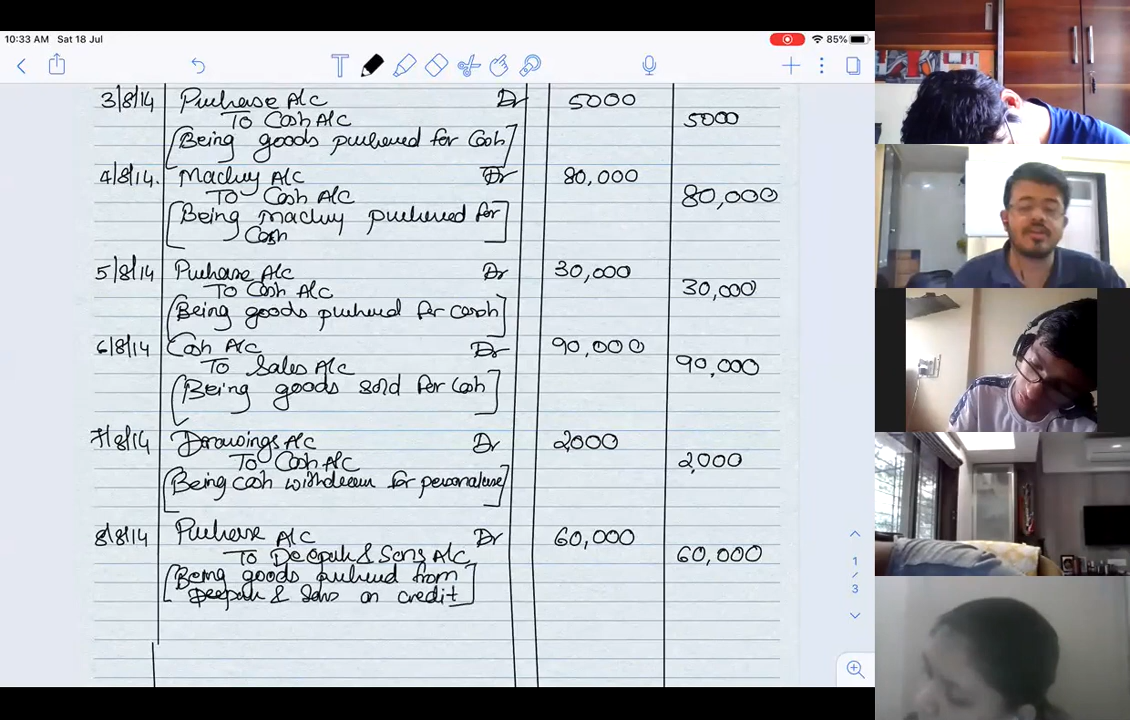 10:33 AM Sat 18 Jul 85%
3/8/14 Purchase A/c Dr 5000
To Cash A/c 5000
[Being goods purchased for Cash]
4/8/14. Machy A/c Dr 80,000
To Cash A/c 80,000
[Being Machy purchased for
Cash]
5/8/14 Purchase A/c Dr 30,000
To Cash A/c 30,000
[Being goods purchased for cash]
6/8/14 Cash A/c Dr 90,000
To Sales A/c 90,000
[Being goods sold for Cash]
7/8/14 Drawings A/c Dr 2,000
To Cash A/c 2,000
[Being cash withdrawn for personal use]
8/8/14 Purchase A/c Dr 60,000
To Deepak & Sons A/c 60,000
[Being goods purchased from
Deepak & Sons on credit]
1
/
3